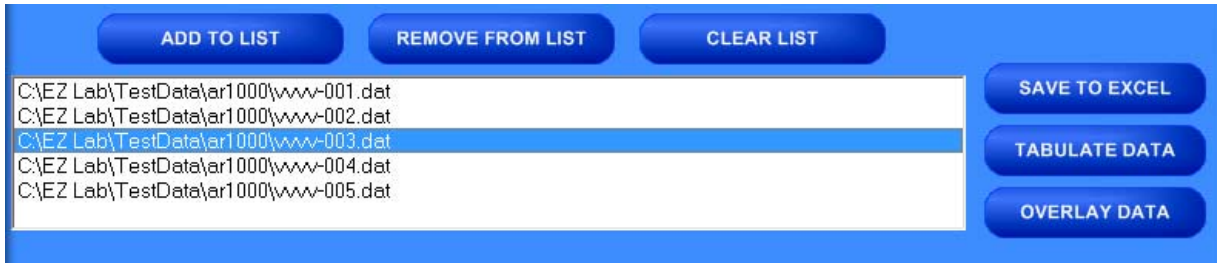 ADD TO LIST
REMOVE FROM LIST
CLEAR LIST
C:\EZ Lab\TestData\ar1000\vvvv-001.dat
C:\EZ Lab\TestData\ar1000\vvvv-002.dat
C:\EZ Lab\TestData\ar1000\vvvv-003.dat
C:\EZ Lab\TestData\ar1000\vvvv-004.dat
C:\EZ Lab\TestData\ar1000\vvvv-005.dat
SAVE TO EXCEL
TABULATE DATA
OVERLAY DATA